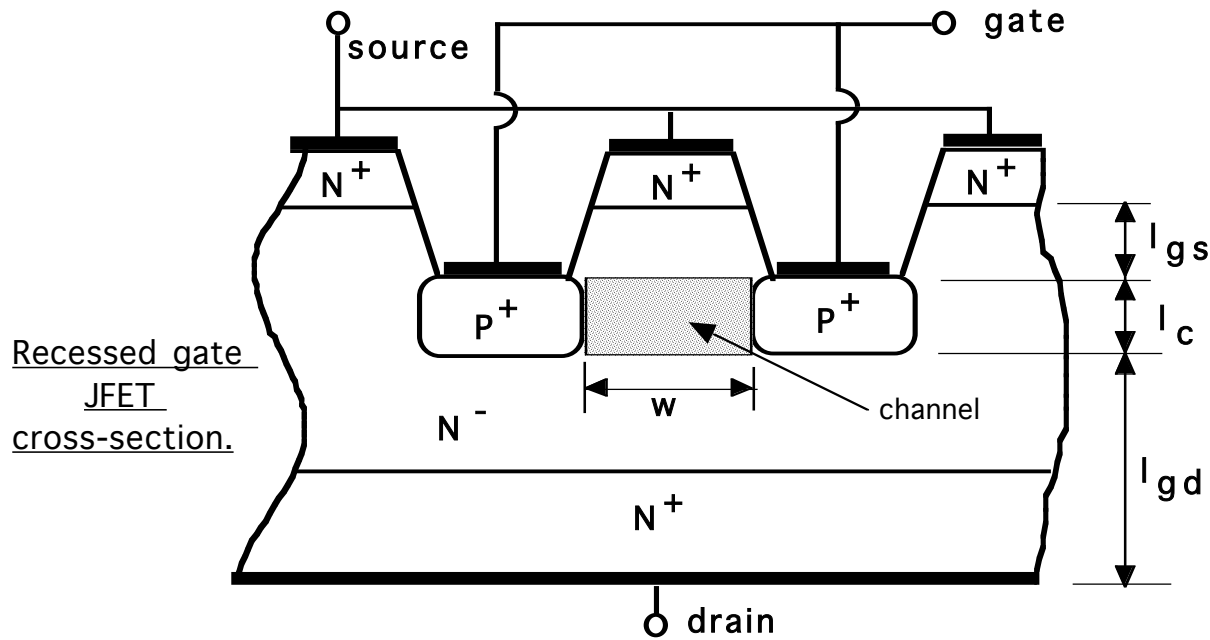 source
gate
N+
N+
N+
l gs
P+
P+
l c
Recessed gate
JFET
cross-section.
w
channel
N-
l gd
N+
drain